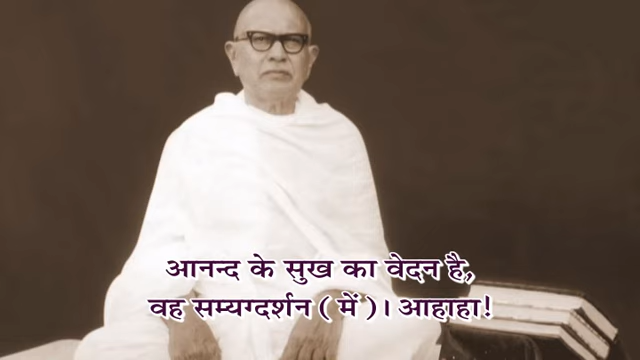 आनन्द के सुख का वेदन है,
वह सम्यग्दर्शन ( में )। आहाहा!